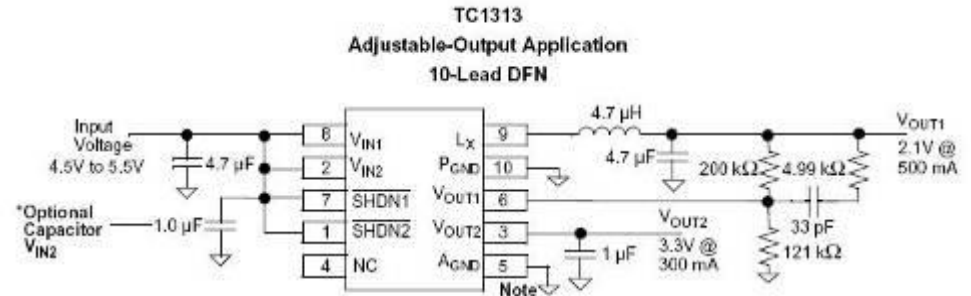 TC1313
Adjustable-Output Application
10-Lead DFN
Input
Voltage
4.5V to 5.5V
4.7 µF
*Optional
Capacitor
VIN2
1.0 µF
8 VIN1
2 VIN2
7 SHDN1
1 SHDN2
4 NC
LX 9
PGND 10
VOUT1 6
VOUT2 3
AGND 5
Note
4.7 µH
4.7 µF
200 kΩ
4.99 kΩ
33 pF
121 kΩ
VOUT1
2.1V @
500 mA
VOUT2
3.3V @
300 mA
1 µF